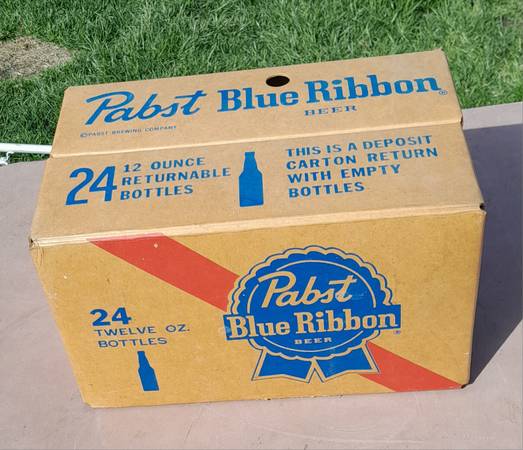 Pabst Blue Ribbon®
BEER
©PABST BREWING COMPANY
24 12 OUNCE
RETURNABLE
BOTTLES
THIS IS A DEPOSIT
CARTON RETURN
WITH EMPTY
BOTTLES
24
TWELVE OZ.
BOTTLES
Pabst
Blue Ribbon®
BEER